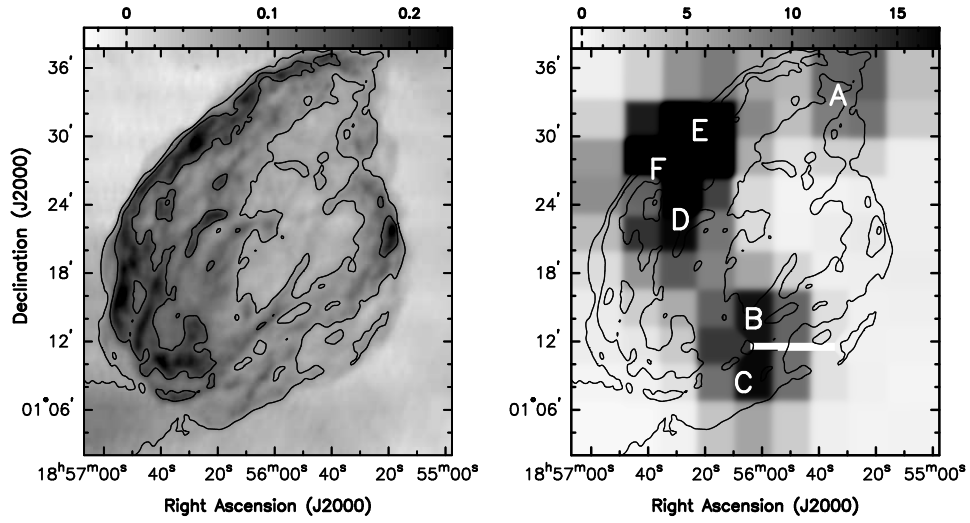 0 0.1 0.2
0 5 10 15
36′
30′
24′
18′
12′
01°06′
Declination (J2000)
18ʰ57ᵐ00ˢ 40ˢ 20ˢ 56ᵐ00ˢ 40ˢ 20ˢ 55ᵐ00ˢ
Right Ascension (J2000)
36′
30′
24′
18′
12′
01°06′
A
E
F
D
B
C
18ʰ57ᵐ00ˢ 40ˢ 20ˢ 56ᵐ00ˢ 40ˢ 20ˢ 55ᵐ00ˢ
Right Ascension (J2000)